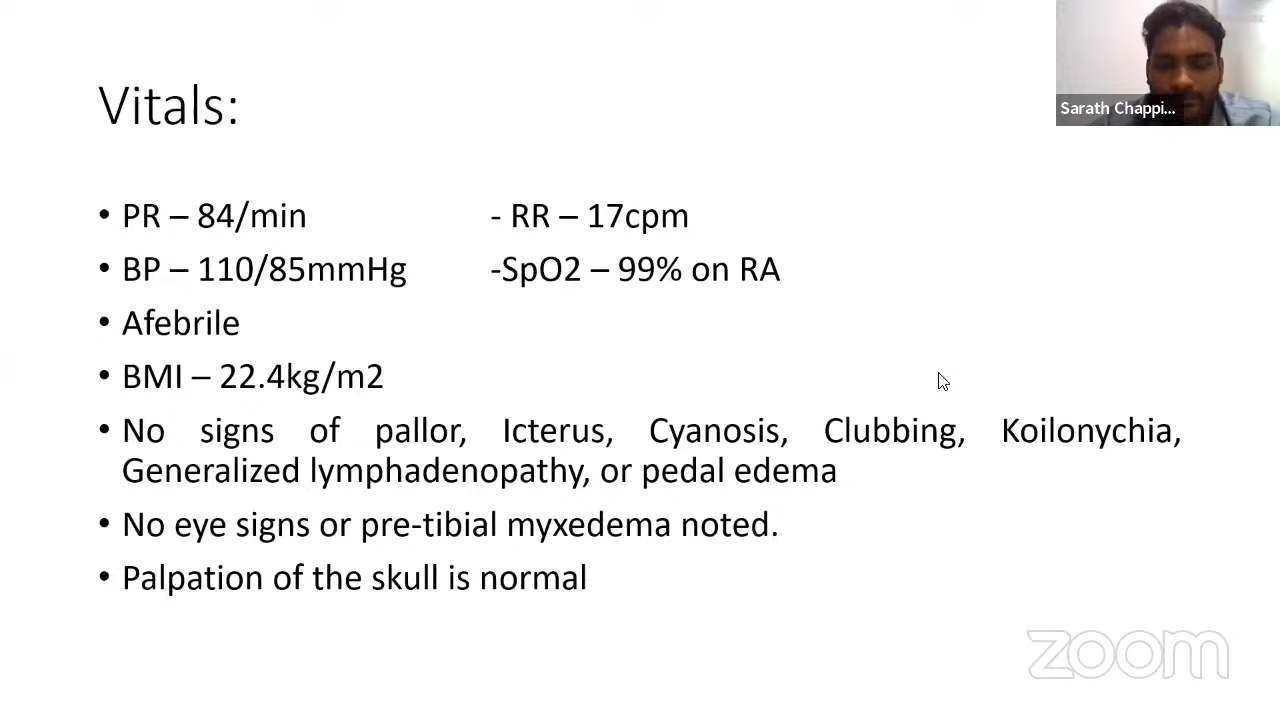 Sarath Chappi...
Vitals:
• PR – 84/min - RR – 17cpm
• BP – 110/85mmHg -SpO2 – 99% on RA
• Afebrile
• BMI – 22.4kg/m2
• No signs of pallor, Icterus, Cyanosis, Clubbing, Koilonychia,
Generalized lymphadenopathy, or pedal edema
• No eye signs or pre-tibial myxedema noted.
• Palpation of the skull is normal
zoom